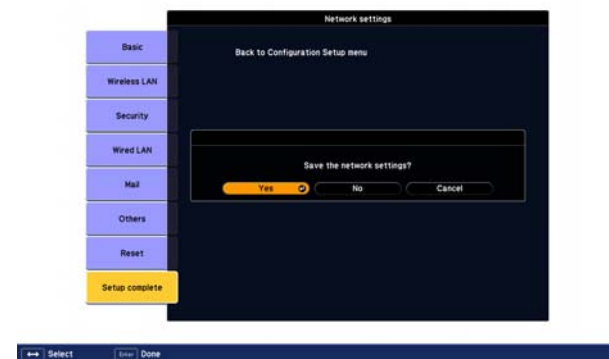 Network settings
Basic
Back to Configuration Setup menu
Wireless LAN
Security
Wired LAN
Save the network settings?
Yes No Cancel
Mail
Others
Reset
Setup complete
Select Enter Done